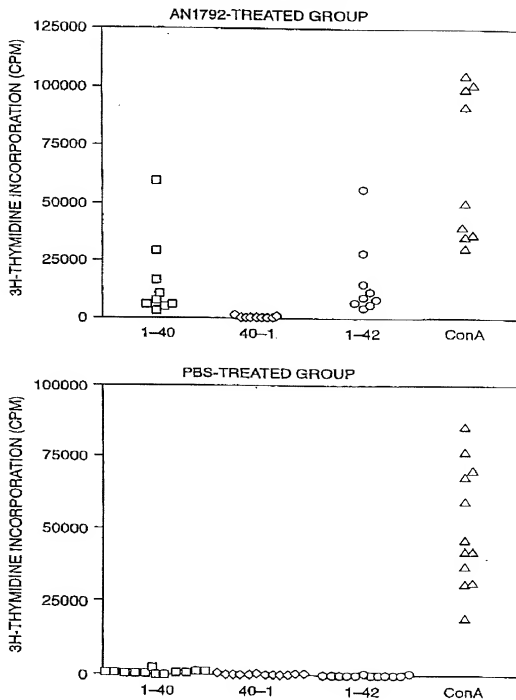 AN1792-TREATED GROUP
3H-THYMIDINE INCORPORATION (CPM)
125000
100000
75000
50000
25000
0
1–40
40–1
1–42
ConA
PBS-TREATED GROUP
3H-THYMIDINE INCORPORATION (CPM)
100000
75000
50000
25000
0
1–40
40–1
1–42
ConA